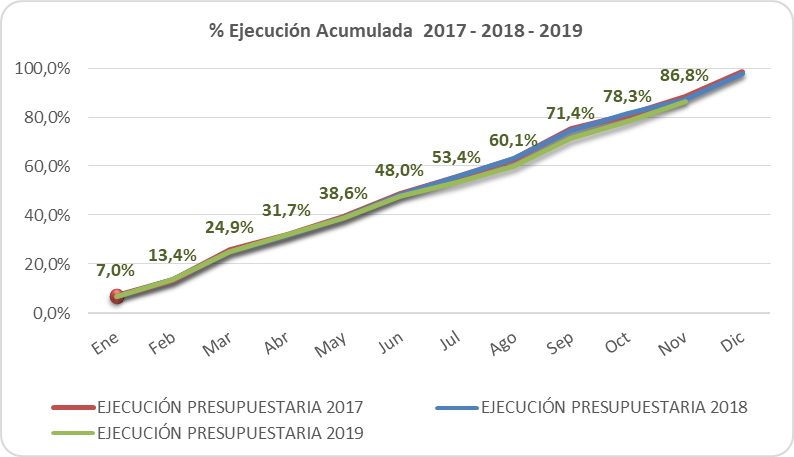 % Ejecución Acumulada 2017 - 2018 - 2019
100,0%
80,0%
60,0%
40,0%
20,0%
0,0%
7,0%
13,4%
24,9%
31,7%
38,6%
48,0%
53,4%
60,1%
71,4%
78,3%
86,8%
Ene
Feb
Mar
Abr
May
Jun
Jul
Ago
Sep
Oct
Nov
Dic
EJECUCIÓN PRESUPUESTARIA 2017
EJECUCIÓN PRESUPUESTARIA 2018
EJECUCIÓN PRESUPUESTARIA 2019